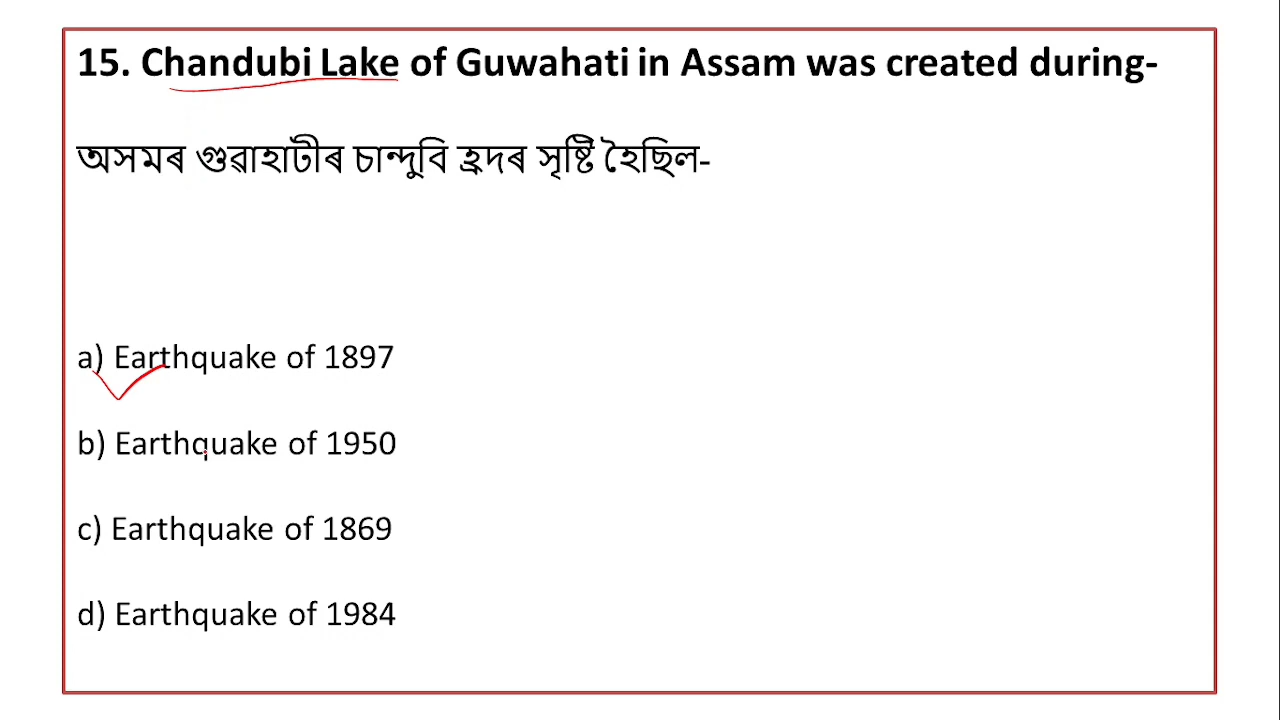 15. Chandubi Lake of Guwahati in Assam was created during-
অসমৰ গুৱাহাটীৰ চান্দুবি হ্ৰদৰ সৃষ্টি হৈছিল-
a) Earthquake of 1897
b) Earthquake of 1950
c) Earthquake of 1869
d) Earthquake of 1984